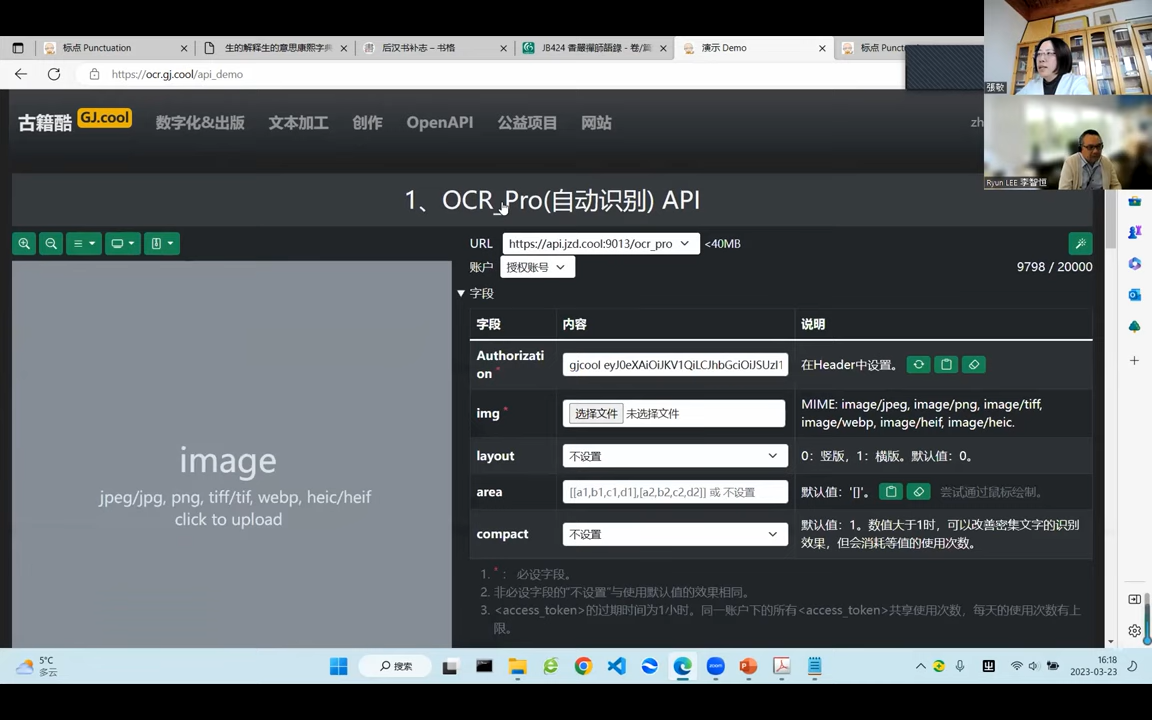 标点 Punctuation
生的解释生的意思康熙字典
后汉书补志 – 书格
JB424 香嚴禪師語錄 - 卷/篇
演示 Demo
标点 Punctu
https://ocr.gj.cool/api_demo
张敬
古籍酷 GJ.cool 数字化&出版 文本加工 创作 OpenAPI 公益项目 网站 zh
Ryun LEE 李智恒
1、OCR_Pro(自动识别) API
URL https://api.jzd.cool:9013/ocr_pro <40MB
账户 授权账号 9798 / 20000
字段
字段 内容 说明
Authorizati
on * gjcool eyJ0eXAiOiJKV1QiLCJhbGciOiJSUzI1 在Header中设置。
img * 选择文件 未选择文件 MIME: image/jpeg, image/png, image/tiff,
image/webp, image/heif, image/heic.
layout 不设置 0：竖版，1：横版。默认值：0。
image
jpeg/jpg, png, tiff/tif, webp, heic/heif
click to upload
area [[a1,b1,c1,d1],[a2,b2,c2,d2]] 或 不设置 默认值：'[]'。 尝试通过鼠标绘制。
compact 不设置 默认值：1。数值大于1时，可以改善密集文字的识别
效果，但会消耗等值的使用次数。
1. *： 必设字段。
2. 非必设字段的“不设置”与使用默认值的效果相同。
3. <access_token>的过期时间为1小时。同一账户下的所有<access_token>共享使用次数，每天的使用次数有上
限。
5°C
多云
搜索
16:18
2023-03-23